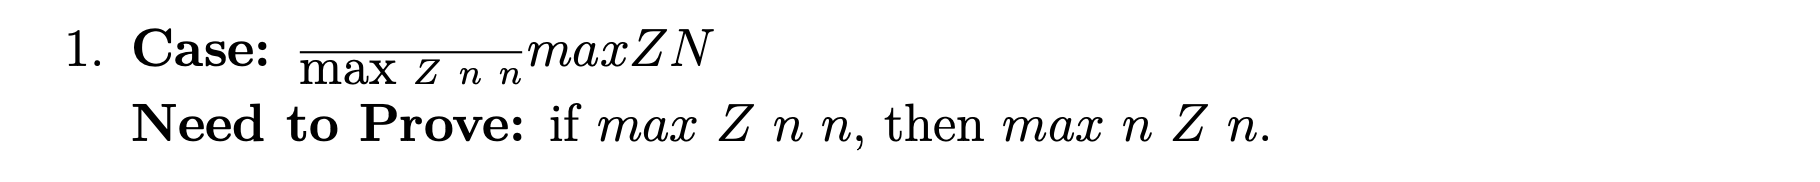 1. Case: max Z n n maxZN
Need to Prove: if max Z n n, then max n Z n.